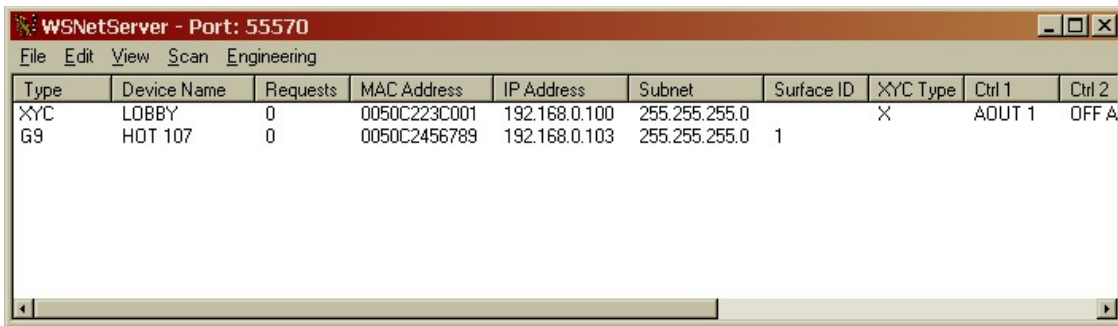 WSNetServer - Port: 55570
File Edit View Scan Engineering
Type Device Name Requests MAC Address IP Address Subnet Surface ID XYC Type Ctrl 1 Ctrl 2
XYC LOBBY 0 0050C223C001 192.168.0.100 255.255.255.0 X AOUT 1 OFF A
G9 HOT 107 0 0050C2456789 192.168.0.103 255.255.255.0 1